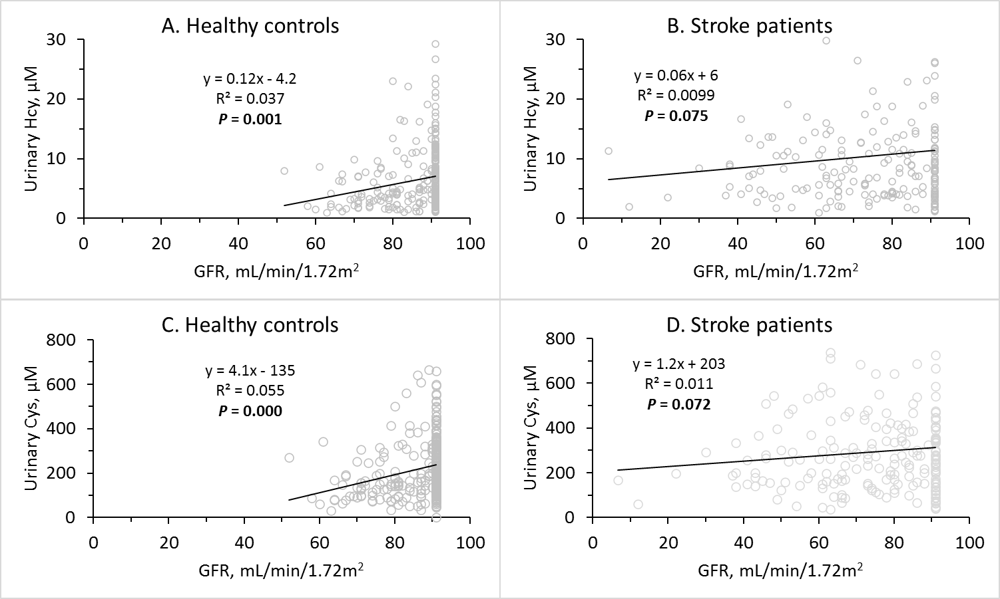 A. Healthy controls
30
20
10
0
Urinary Hcy, µM
y = 0.12x - 4.2
R² = 0.037
P = 0.001
0 20 40 60 80 100
GFR, mL/min/1.72m²
B. Stroke patients
30
20
10
0
Urinary Hcy, µM
y = 0.06x + 6
R² = 0.0099
P = 0.075
0 20 40 60 80 100
GFR, mL/min/1.72m²
C. Healthy controls
800
600
400
200
0
Urinary Cys, µM
y = 4.1x - 135
R² = 0.055
P = 0.000
0 20 40 60 80 100
GFR, mL/min/1.72m²
D. Stroke patients
800
600
400
200
0
Urinary Cys, µM
y = 1.2x + 203
R² = 0.011
P = 0.072
0 20 40 60 80 100
GFR, mL/min/1.72m²